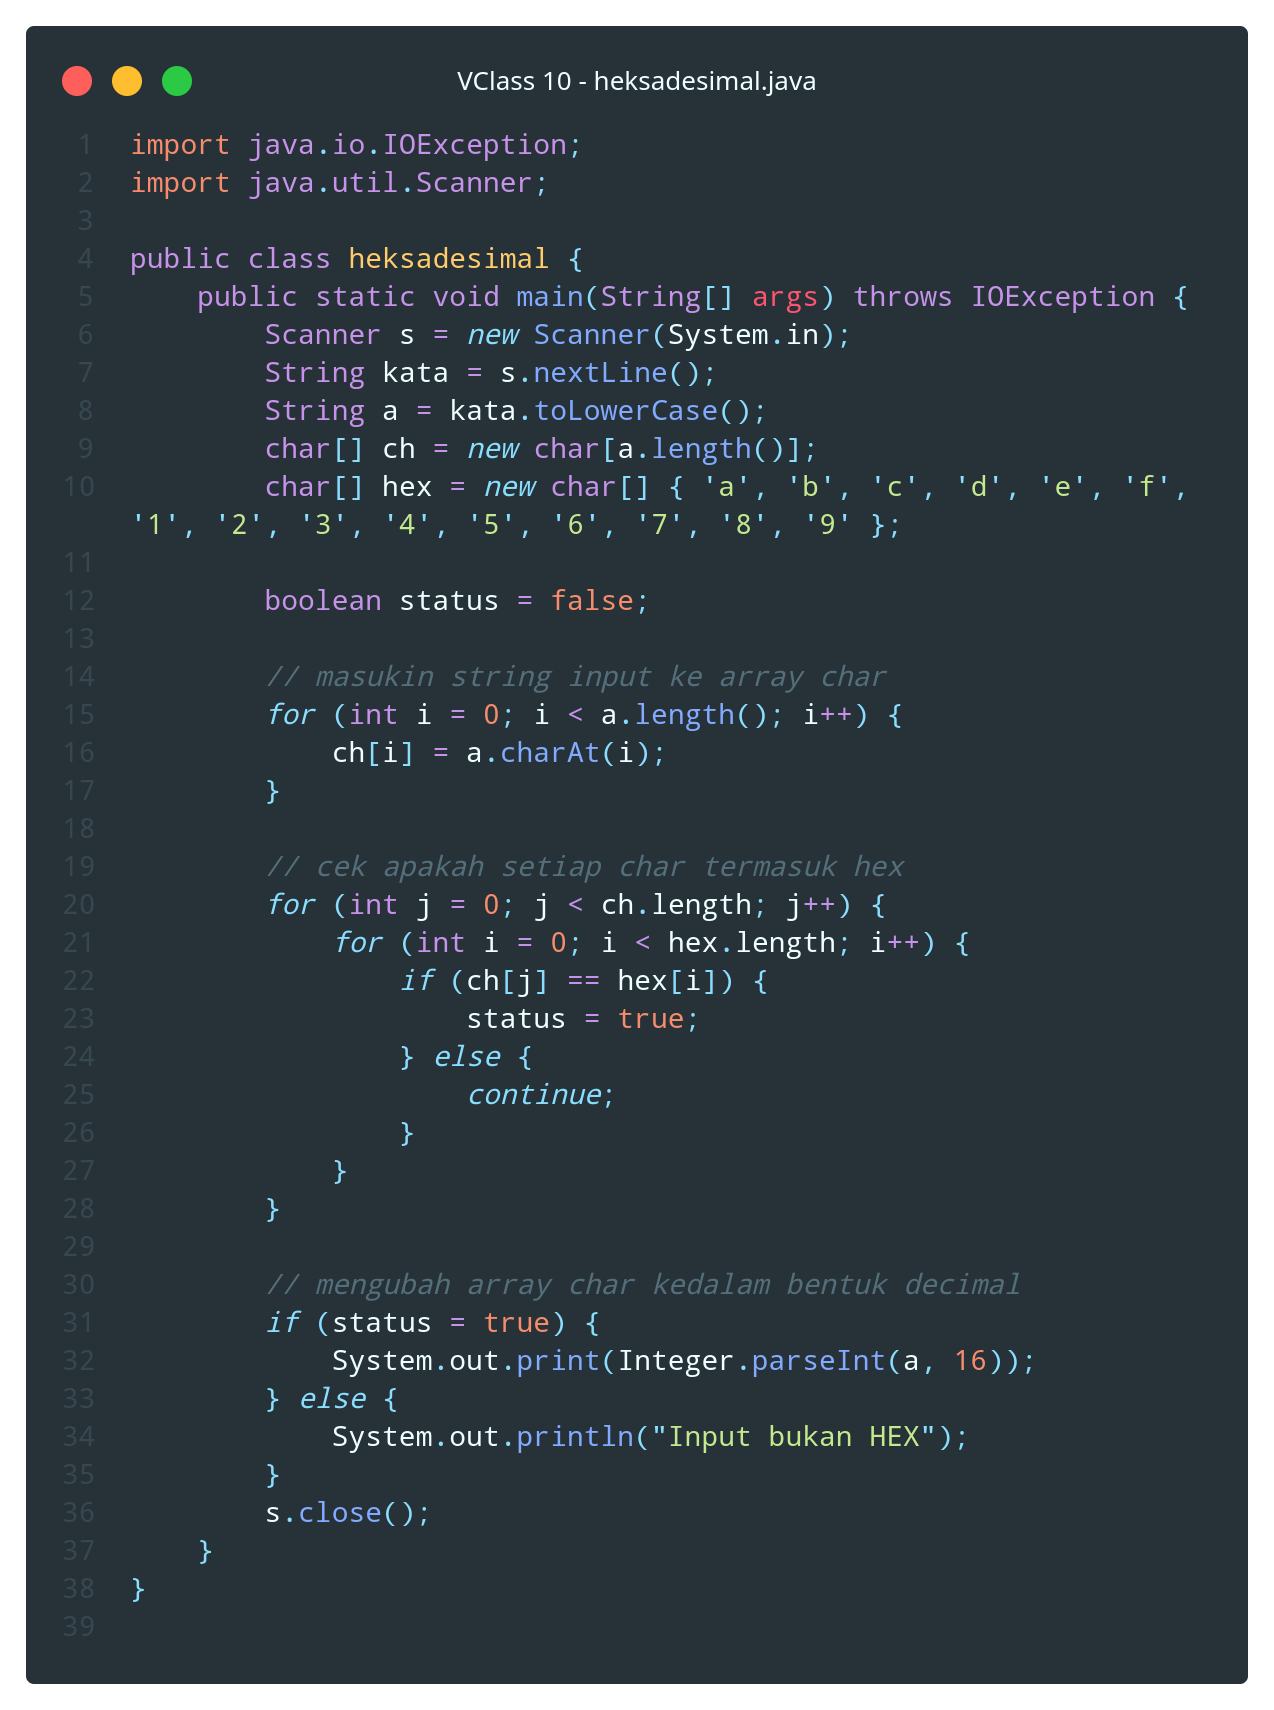 VClass 10 - heksadesimal.java
1 import java.io.IOException;
2 import java.util.Scanner;
3
4 public class heksadesimal {
5     public static void main(String[] args) throws IOException {
6         Scanner s = new Scanner(System.in);
7         String kata = s.nextLine();
8         String a = kata.toLowerCase();
9         char[] ch = new char[a.length()];
10         char[] hex = new char[] { 'a', 'b', 'c', 'd', 'e', 'f',
'1', '2', '3', '4', '5', '6', '7', '8', '9' };
11
12         boolean status = false;
13
14         // masukin string input ke array char
15         for (int i = 0; i < a.length(); i++) {
16             ch[i] = a.charAt(i);
17         }
18
19         // cek apakah setiap char termasuk hex
20         for (int j = 0; j < ch.length; j++) {
21             for (int i = 0; i < hex.length; i++) {
22                 if (ch[j] == hex[i]) {
23                     status = true;
24                 } else {
25                     continue;
26                 }
27             }
28         }
29
30         // mengubah array char kedalam bentuk decimal
31         if (status = true) {
32             System.out.print(Integer.parseInt(a, 16));
33         } else {
34             System.out.println("Input bukan HEX");
35         }
36         s.close();
37     }
38 }
39